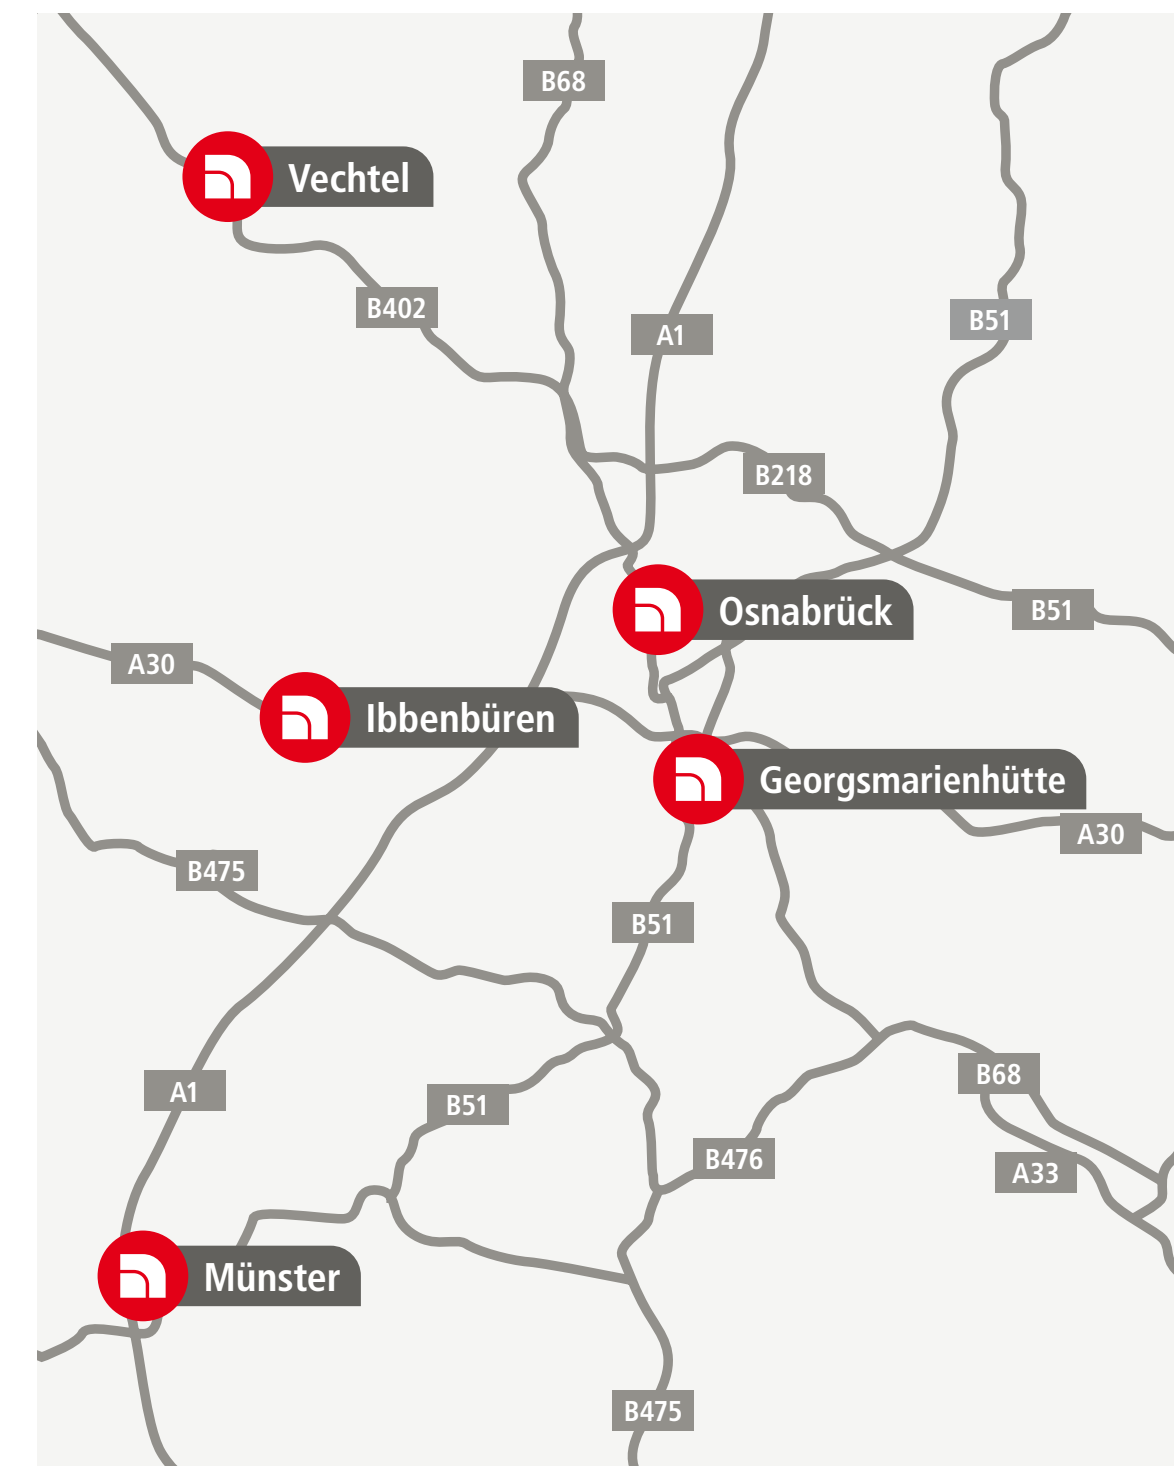 B68
Vechtel
B402
A1
B51
B218
Osnabrück
B51
A30
Ibbenbüren
Georgsmarienhütte
A30
B475
B51
B68
A1
B51
B476
A33
Münster
B475